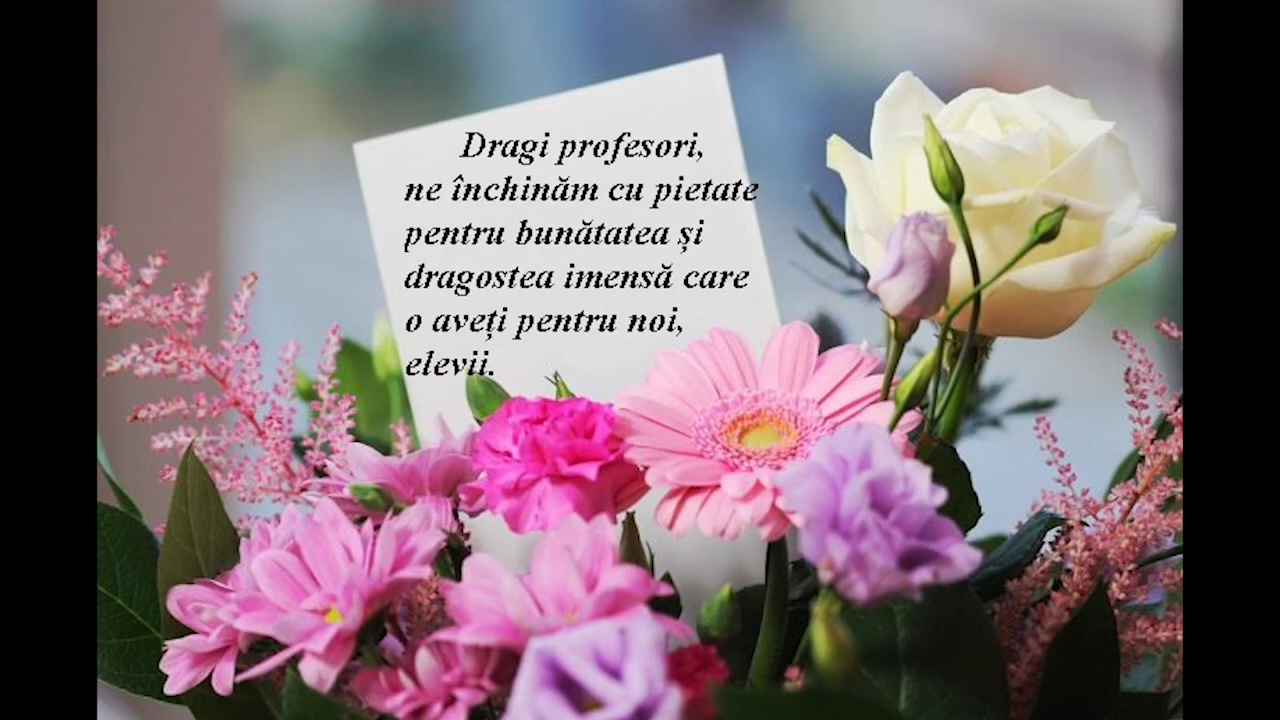 Dragi profesori,
ne închinăm cu pietate
pentru bunătatea și
dragostea imensă care
o aveți pentru noi,
elevii.